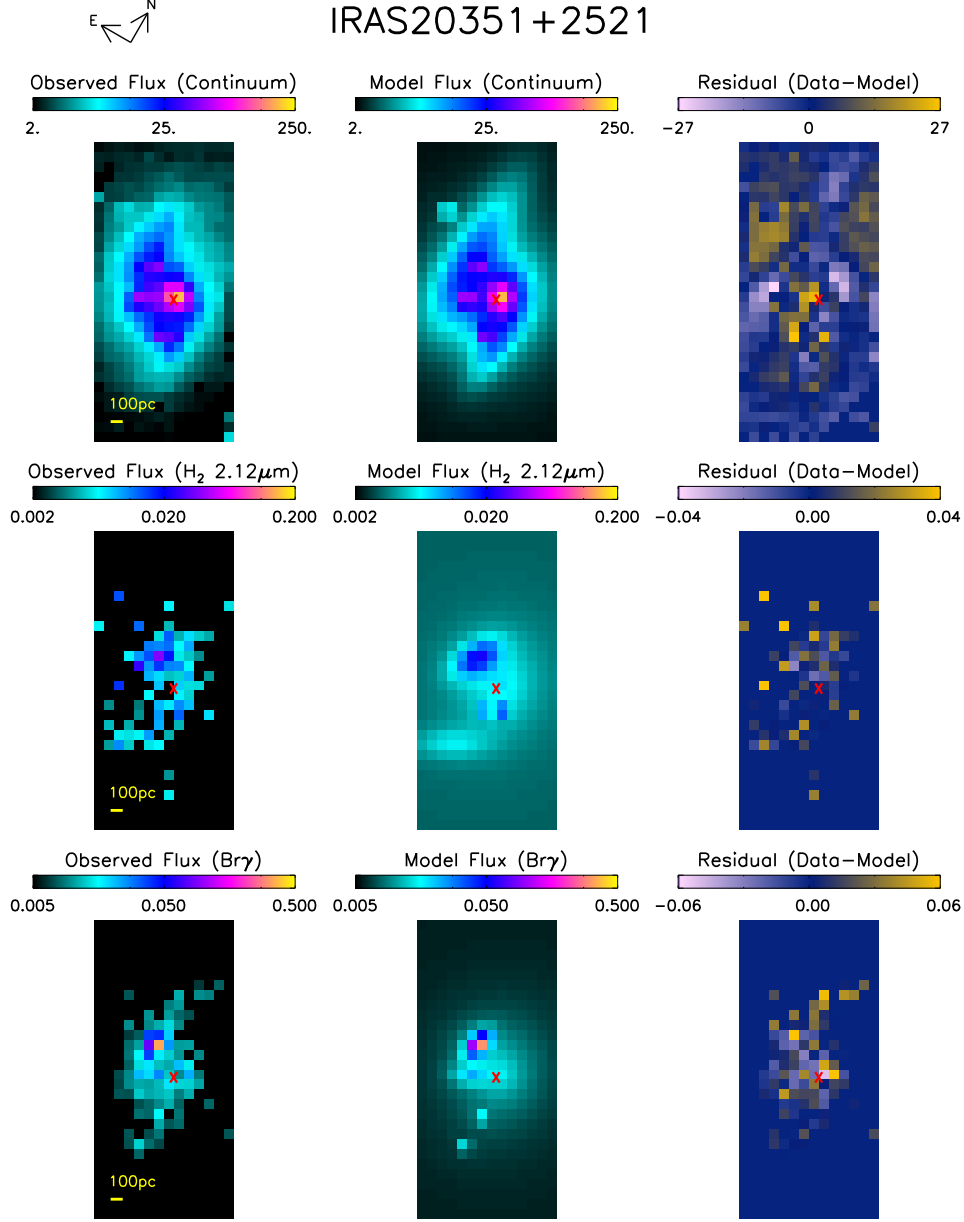 N
E
IRAS20351+2521
Observed Flux (Continuum) Model Flux (Continuum) Residual (Data−Model)
2. 25. 250. 2. 25. 250. −27 0 27
X X X
100pc
Observed Flux (H₂ 2.12μm) Model Flux (H₂ 2.12μm) Residual (Data−Model)
0.002 0.020 0.200 0.002 0.020 0.200 −0.04 0.00 0.04
X X X
100pc
Observed Flux (Brγ) Model Flux (Brγ) Residual (Data−Model)
0.005 0.050 0.500 0.005 0.050 0.500 −0.06 0.00 0.06
X X X
100pc